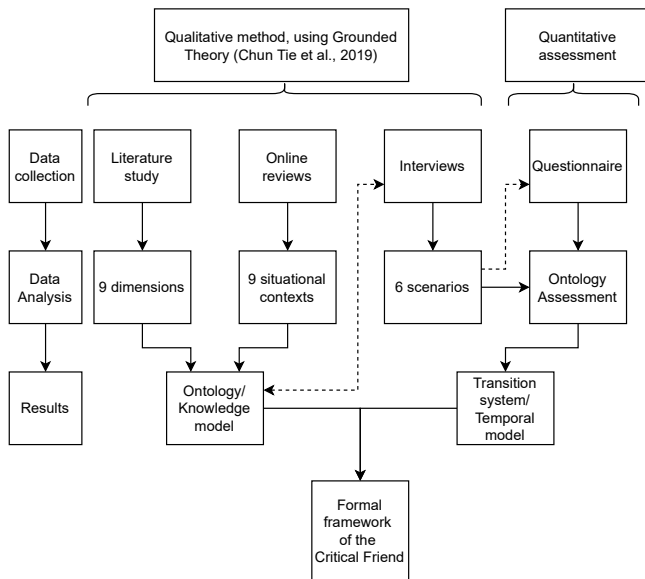 Qualitative method, using Grounded
Theory (Chun Tie et al., 2019)
Quantitative
assessment
Data
collection
Literature
study
Online
reviews
Interviews
Questionnaire
Data
Analysis
9 dimensions
9 situational
contexts
6 scenarios
Ontology
Assessment
Results
Ontology/
Knowledge
model
Transition
system/
Temporal
model
Formal
framework
of the
Critical Friend